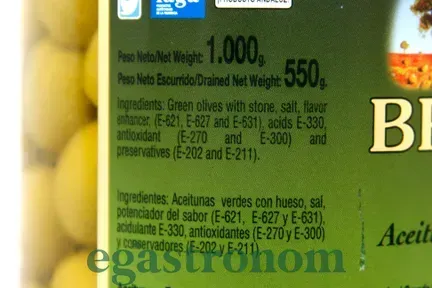 PRODUCTO ANDALUZ
Peso Neto/Net Weight: 1.000g.
Peso Neto Escurrido/Drained Net Weight: 550g.
Ingredients: Green olives with stone, salt, flavor
enhancer, (E-621, E-627 and E-631), acids E-330,
antioxidant (E-270 and E-300) and
preservatives (E-202 and E-211).
Ingredientes: Aceitunas verdes con hueso, sal,
potenciador del sabor (E-621, E-627 y E-631),
acidulante E-330, antioxidantes (E-270 y E-300)
y conservadores (E-202 y E-211).
BE
Aceit
egastronom